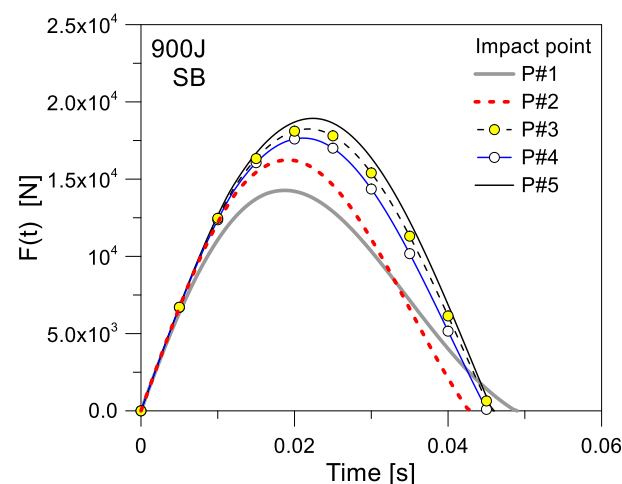 2.5x10⁴
900J
SB
Impact point
P#1
P#2
P#3
P#4
P#5
2.0x10⁴
1.5x10⁴
10⁴
5.0x10³
0.0
F(t) [N]
0 0.02 0.04 0.06
Time [s]